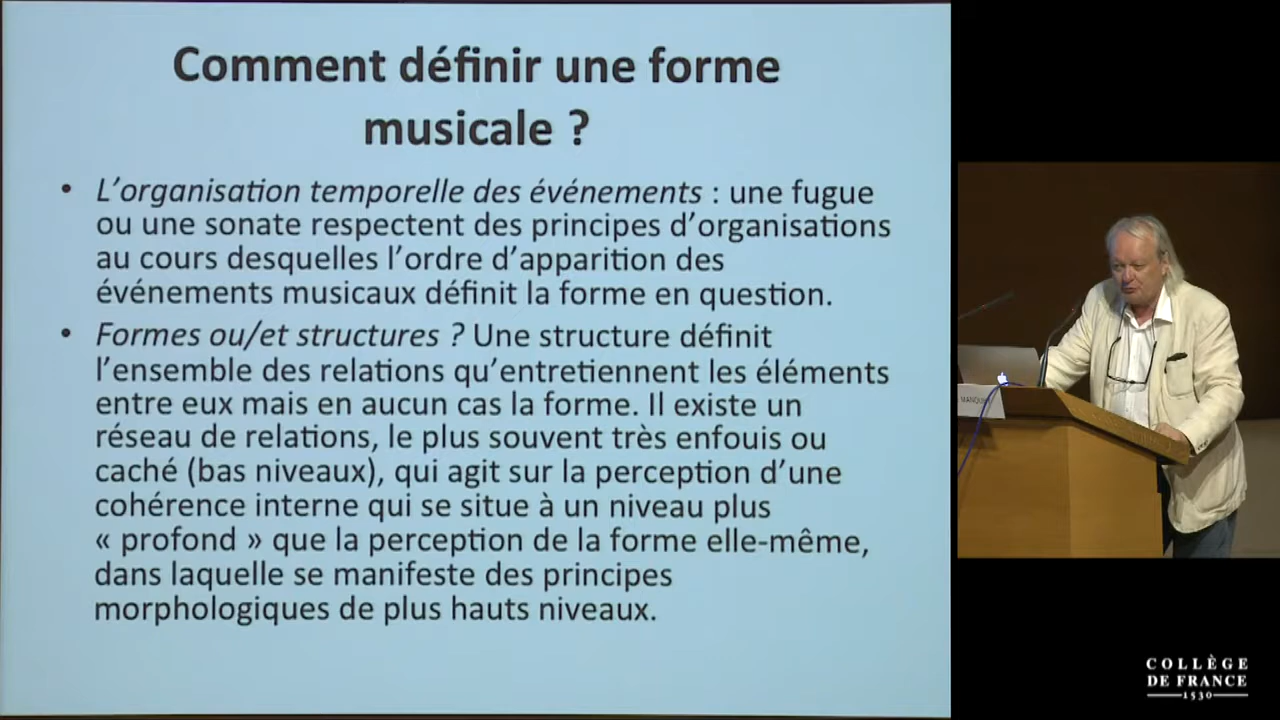 Comment définir une forme
musicale ?
• L’organisation temporelle des événements : une fugue
ou une sonate respectent des principes d’organisations
au cours desquelles l’ordre d’apparition des
événements musicaux définit la forme en question.
• Formes ou/et structures ? Une structure définit
l’ensemble des relations qu’entretiennent les éléments
entre eux mais en aucun cas la forme. Il existe un
réseau de relations, le plus souvent très enfouis ou
caché (bas niveaux), qui agit sur la perception d’une
cohérence interne qui se situe à un niveau plus
« profond » que la perception de la forme elle-même,
dans laquelle se manifeste des principes
morphologiques de plus hauts niveaux.
COLLÈGE
DE FRANCE
1530